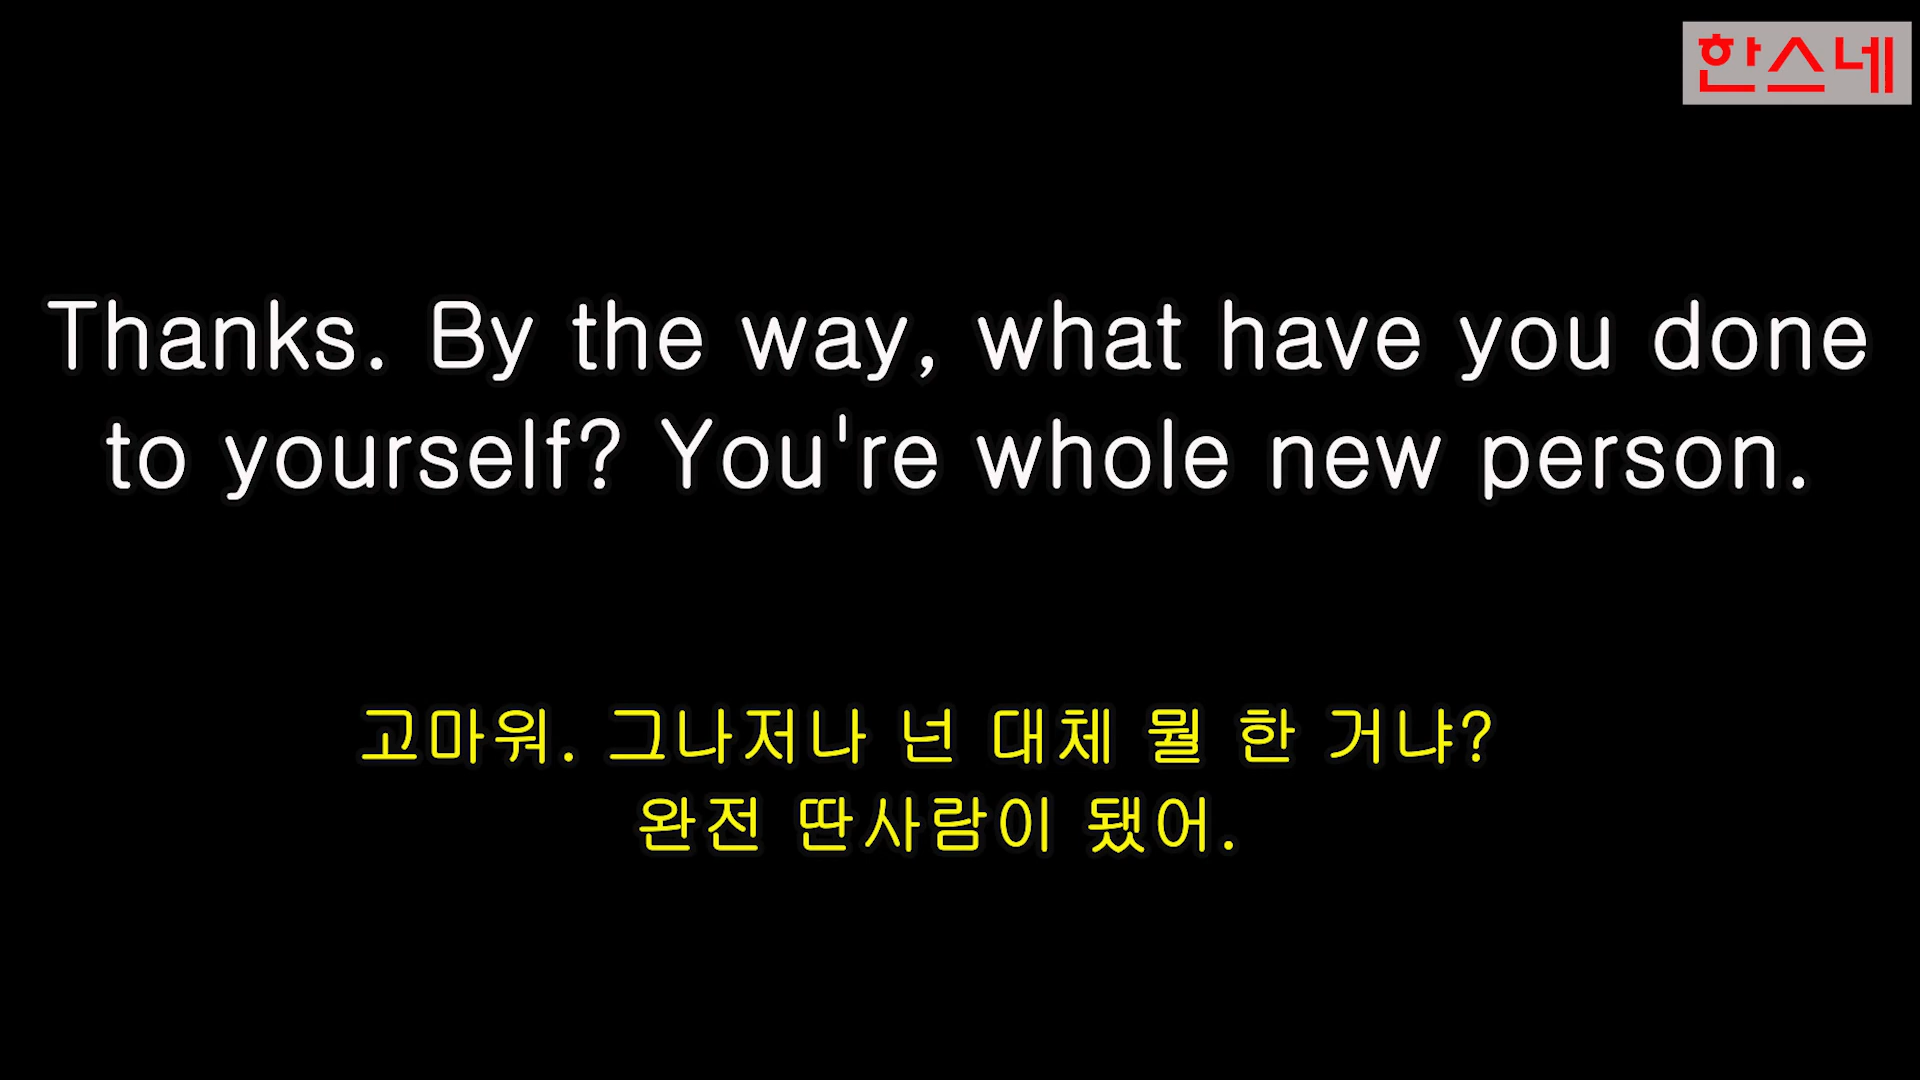 한스네
Thanks. By the way, what have you done
to yourself? You're whole new person.
고마워. 그나저나 넌 대체 뭘 한 거냐?
완전 딴사람이 됐어.